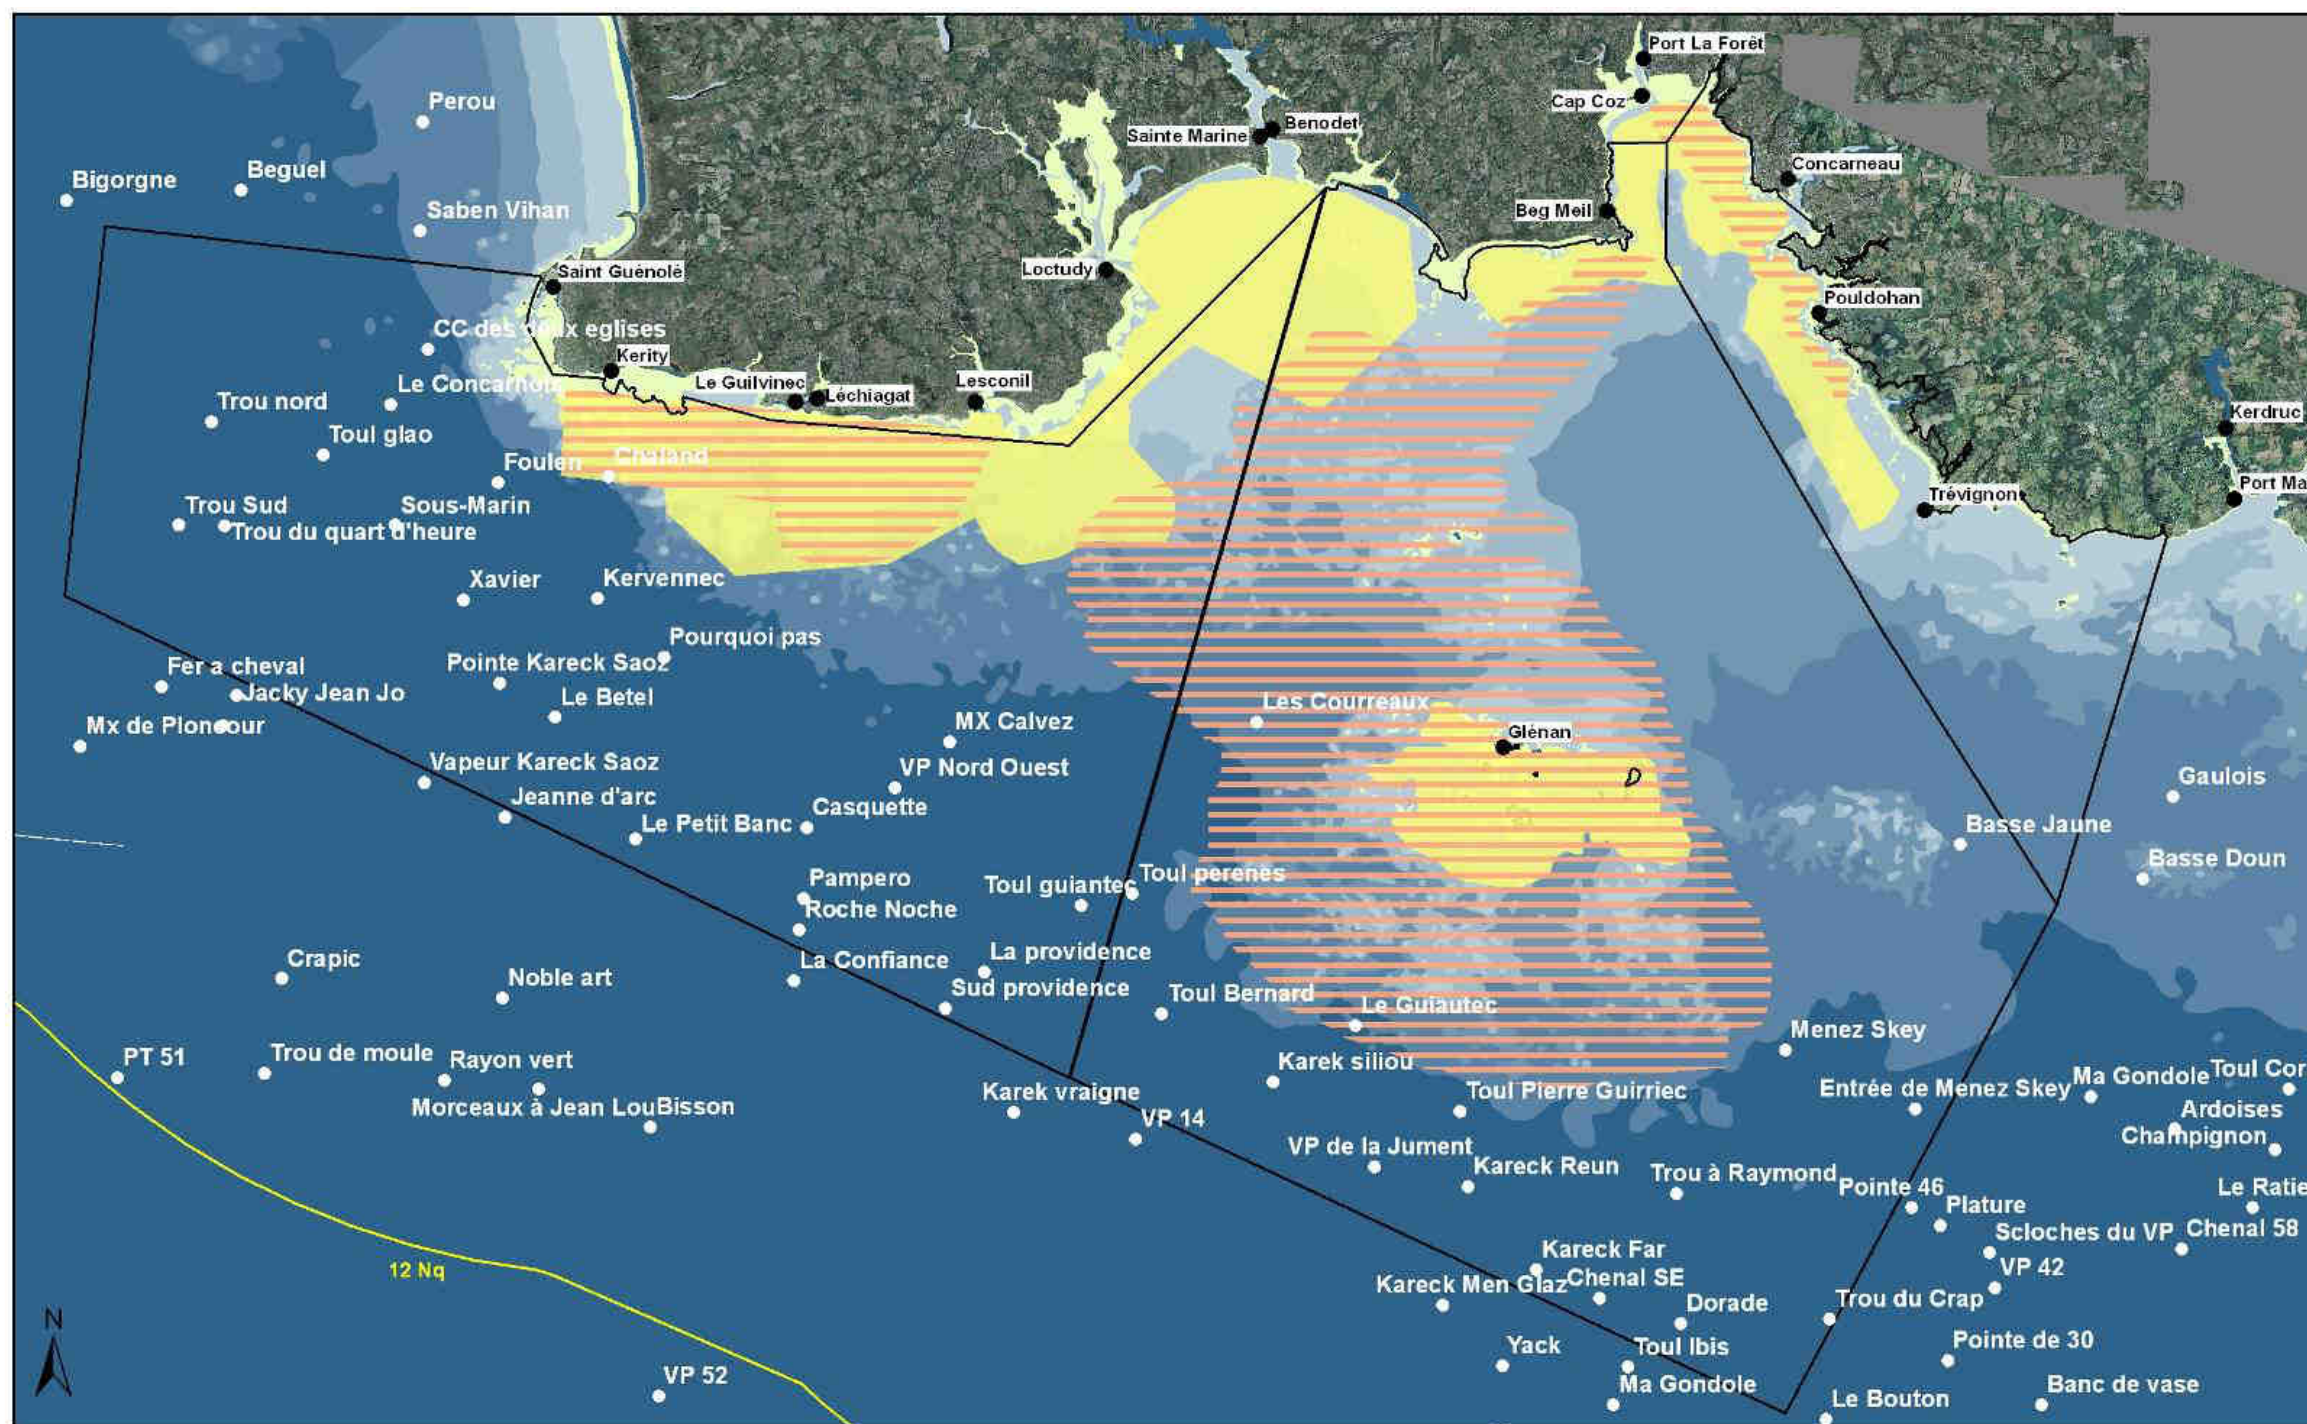 Port La Forêt
Perou
Cap Coz
Sainte Marine
Benodet
Concarneau
Beguel
Bigorgne
Saben Vihan
Beg Meil
Saint Guénolé
Loctudy
Pouldohan
CC des deux eglises
Kerity
Le Guilvinec
Lesconil
Léchiagat
Le Concarnois
Trou nord
Kerdruc
Toul glao
Foulen
Chaland
Port Ma
Trévignon
Trou Sud
Sous-Marin
Trou du quart d'heure
Xavier
Kervennec
Pourquoi pas
Fer a cheval
Pointe Kareck Saoz
Jacky Jean Jo
Le Betel
Les Courreaux
Mx de Ploneour
MX Calvez
Glénan
Vapeur Kareck Saoz
VP Nord Ouest
Gaulois
Jeanne d'arc
Casquette
Le Petit Banc
Basse Jaune
Basse Doun
Pampero
Toul guiantec
Toul perenès
Roche Noche
Crapic
La Confiance
La providence
Noble art
Sud providence
Toul Bernard
Le Guiautec
Menez Skey
PT 51
Trou de moule
Rayon vert
Karek siliou
Toul Cor
Ma Gondole
Karek vraigne
Toul Pierre Guirriec
Entrée de Menez Skey
Morceaux à Jean Lou
Bisson
Ardoises
VP 14
Champignon
VP de la Jument
Kareck Reun
Trou à Raymond
Pointe 46
Le Ratie
Plature
Scloches du VP
Chenal 58
Kareck Far
12 Nq
VP 42
Kareck Men Glaz
Chenal SE
Dorade
Trou du Crap
N
Yack
Toul Ibis
Pointe de 30
VP 52
Ma Gondole
Le Bouton
Banc de vase